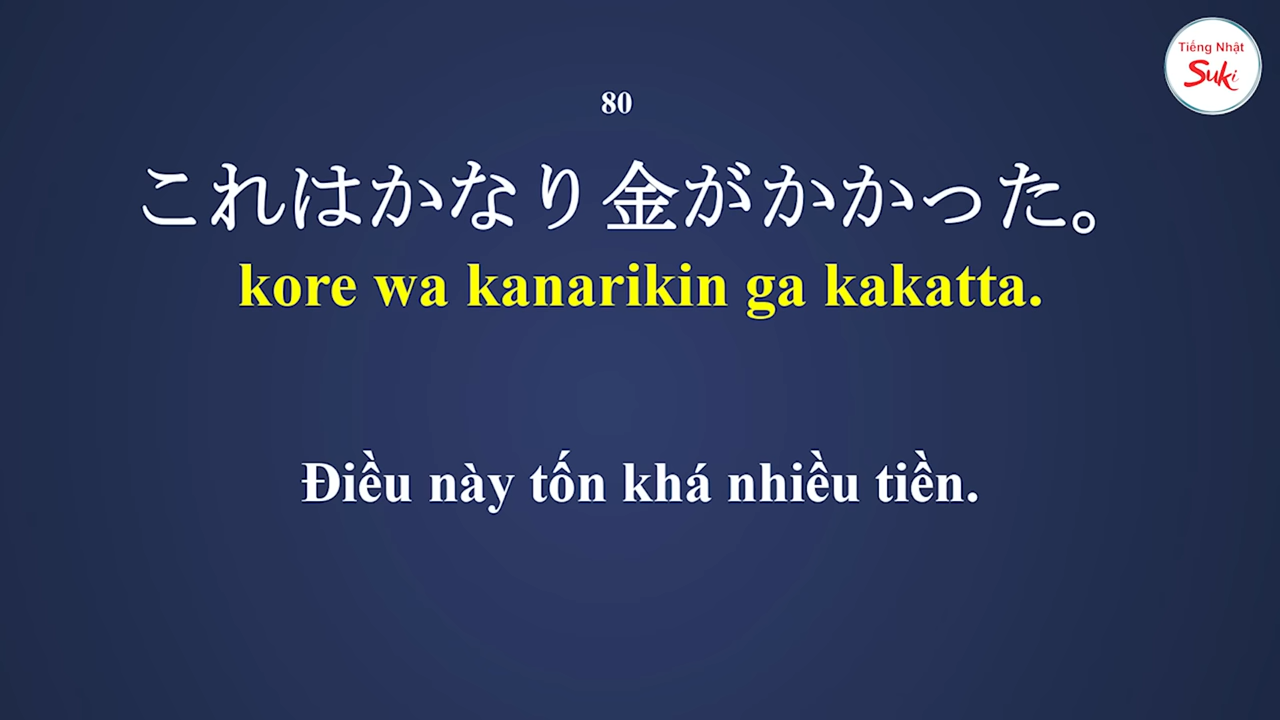 Tiếng Nhật
Suki
80
これはかなり金がかかった。
kore wa kanarikin ga kakatta.
Điều này tốn khá nhiều tiền.